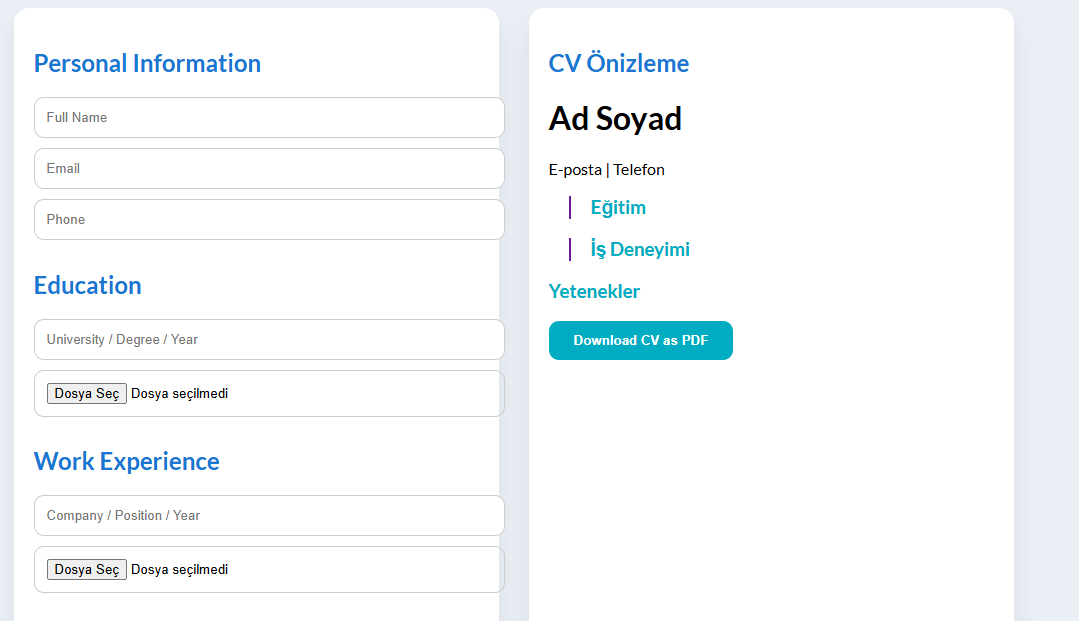 Personal Information
Full Name
Email
Phone
Education
University / Degree / Year
Dosya Seç Dosya seçilmedi
Work Experience
Company / Position / Year
Dosya Seç Dosya seçilmedi
CV Önizleme
Ad Soyad
E-posta | Telefon
Eğitim
İş Deneyimi
Yetenekler
Download CV as PDF